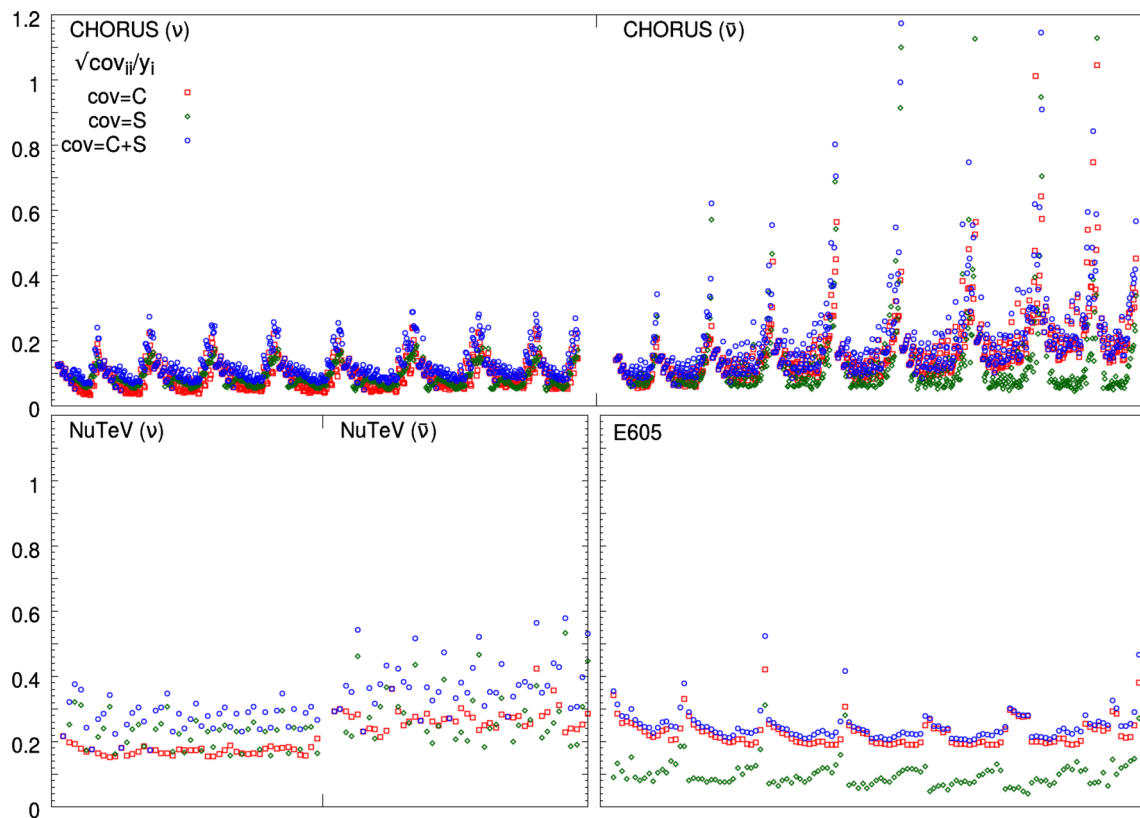 CHORUS (ν)
CHORUS (ν̄)
√cov_ii/y_i
cov=C
cov=S
cov=C+S
1.2
1
0.8
0.6
0.4
0.2
0
NuTeV (ν)
NuTeV (ν̄)
E605
1
0.8
0.6
0.4
0.2
0